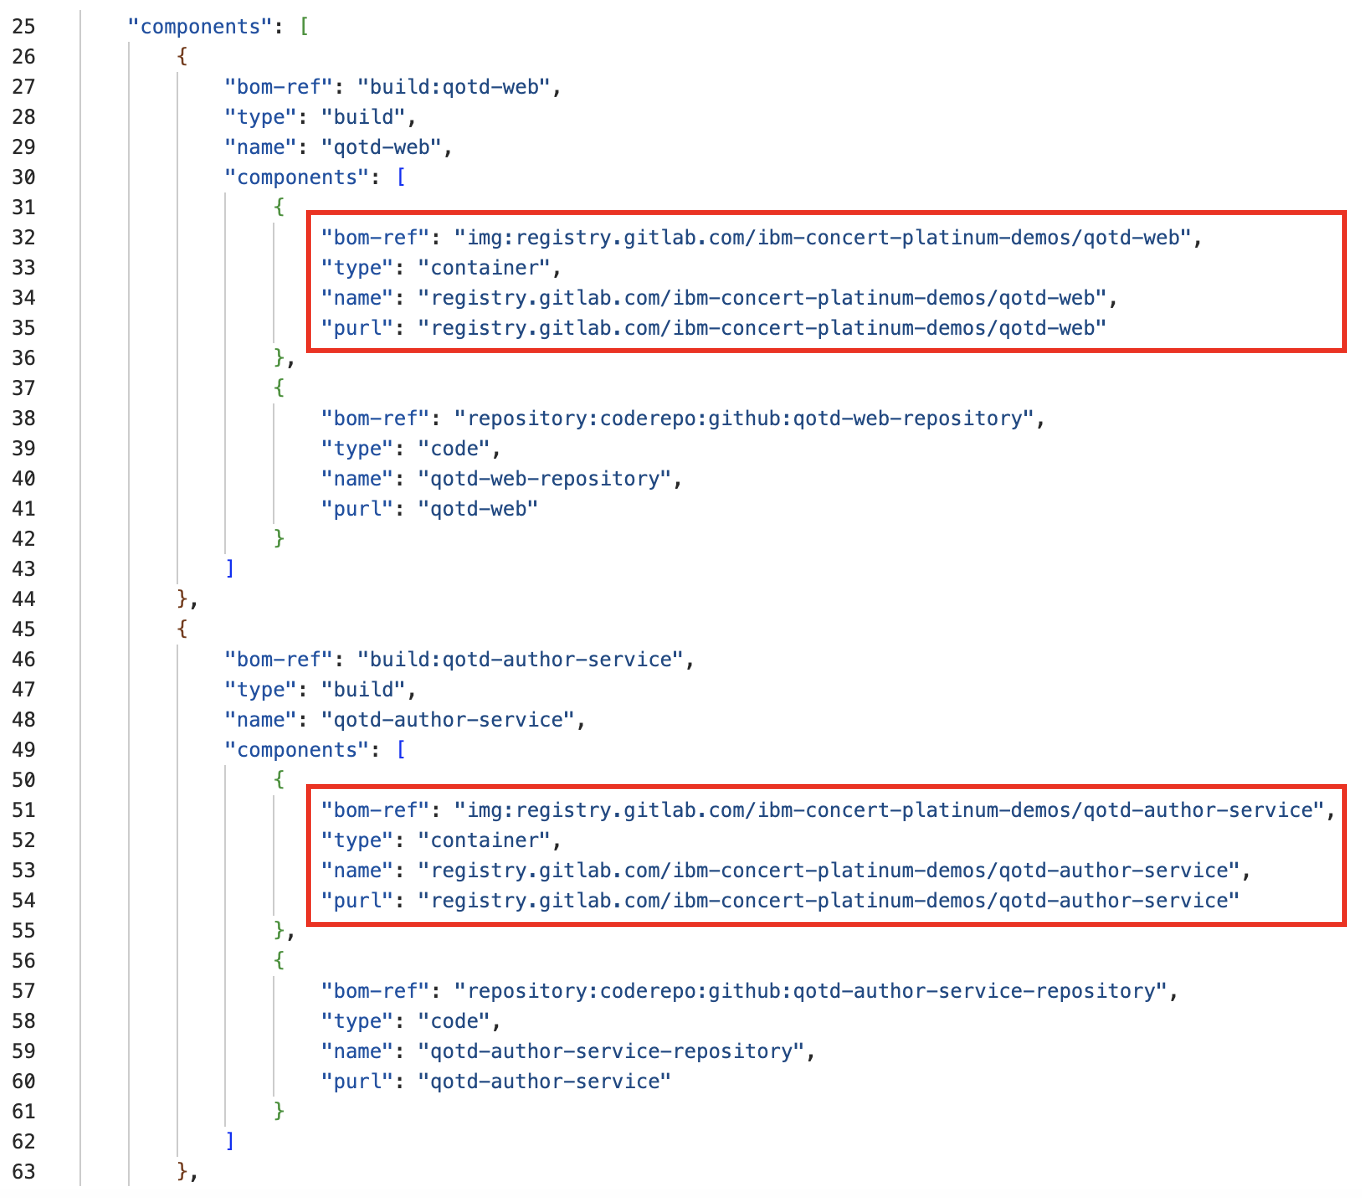 25 "components": [
26 {
27 "bom-ref": "build:qotd-web",
28 "type": "build",
29 "name": "qotd-web",
30 "components": [
31 {
32 "bom-ref": "img:registry.gitlab.com/ibm-concert-platinum-demos/qotd-web",
33 "type": "container",
34 "name": "registry.gitlab.com/ibm-concert-platinum-demos/qotd-web",
35 "purl": "registry.gitlab.com/ibm-concert-platinum-demos/qotd-web"
36 },
37 {
38 "bom-ref": "repository:coderepo:github:qotd-web-repository",
39 "type": "code",
40 "name": "qotd-web-repository",
41 "purl": "qotd-web"
42 }
43 ]
44 },
45 {
46 "bom-ref": "build:qotd-author-service",
47 "type": "build",
48 "name": "qotd-author-service",
49 "components": [
50 {
51 "bom-ref": "img:registry.gitlab.com/ibm-concert-platinum-demos/qotd-author-service",
52 "type": "container",
53 "name": "registry.gitlab.com/ibm-concert-platinum-demos/qotd-author-service",
54 "purl": "registry.gitlab.com/ibm-concert-platinum-demos/qotd-author-service"
55 },
56 {
57 "bom-ref": "repository:coderepo:github:qotd-author-service-repository",
58 "type": "code",
59 "name": "qotd-author-service-repository",
60 "purl": "qotd-author-service"
61 }
62 ]
63 },